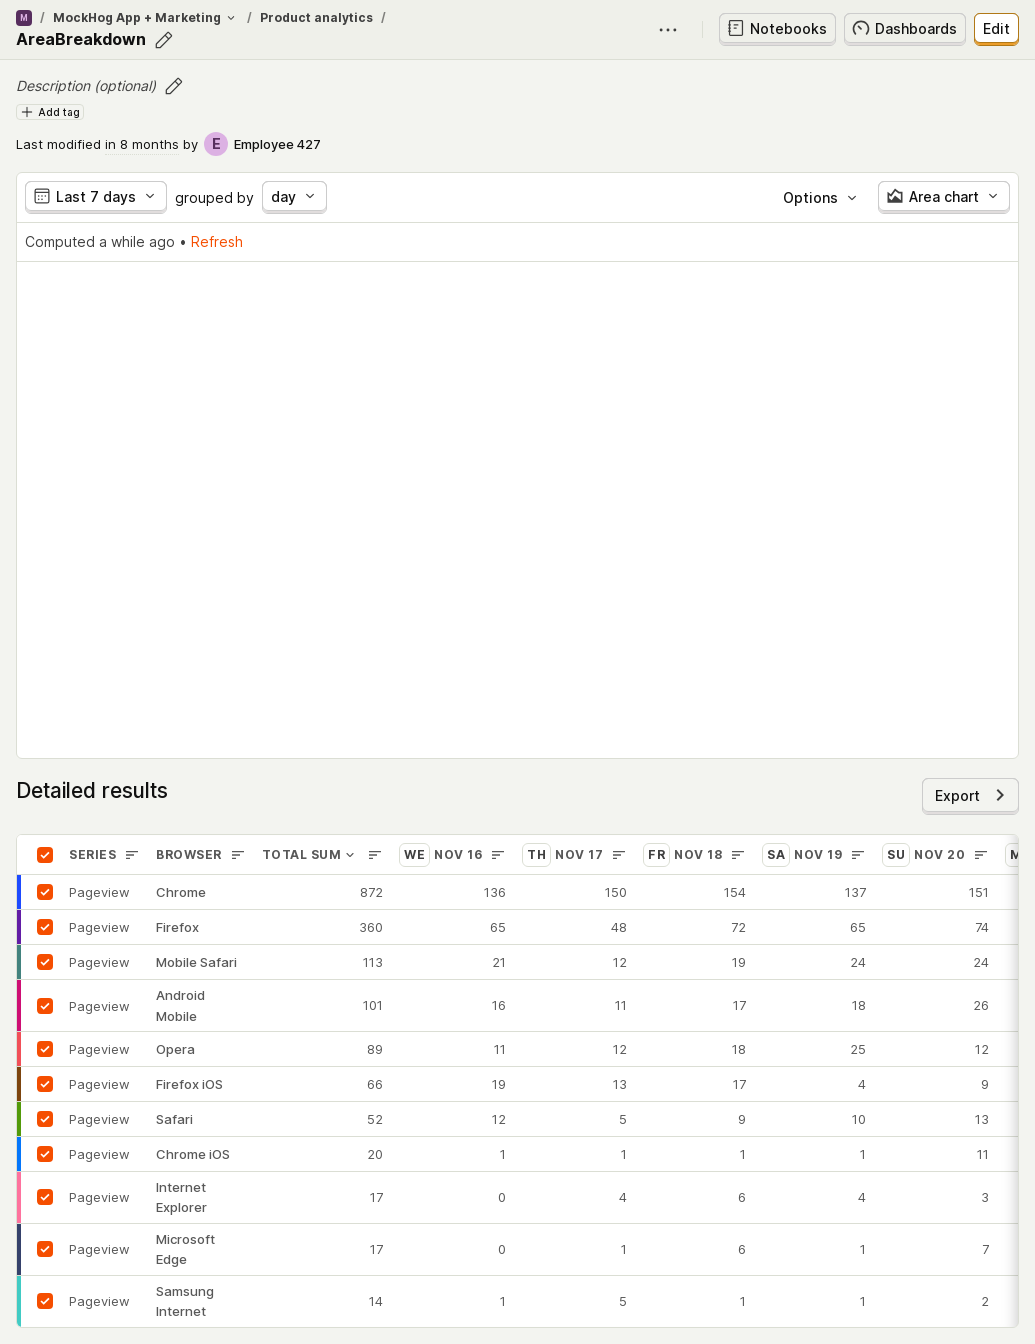 M / MockHog App + Marketing / Product analytics /
AreaBreakdown
Notebooks Dashboards Edit
Description (optional)
Add tag
Last modified in 8 months by E Employee 427
Last 7 days grouped by day Options Area chart
Computed a while ago • Refresh
Detailed results
Export
SERIES BROWSER TOTAL SUM WE NOV 16 TH NOV 17 FR NOV 18 SA NOV 19 SU NOV 20
Pageview Chrome 872 136 150 154 137 151
Pageview Firefox 360 65 48 72 65 74
Pageview Mobile Safari 113 21 12 19 24 24
Pageview Android Mobile 101 16 11 17 18 26
Pageview Opera 89 11 12 18 25 12
Pageview Firefox iOS 66 19 13 17 4 9
Pageview Safari 52 12 5 9 10 13
Pageview Chrome iOS 20 1 1 1 1 11
Pageview Internet Explorer 17 0 4 6 4 3
Pageview Microsoft Edge 17 0 1 6 1 7
Pageview Samsung Internet 14 1 5 1 1 2